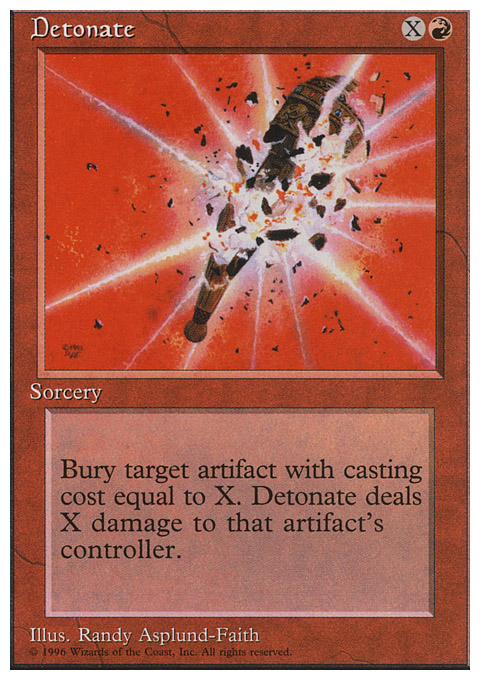 Detonate X
Sorcery
Bury target artifact with casting
cost equal to X. Detonate deals
X damage to that artifact's
controller.
Illus. Randy Asplund-Faith
© 1996 Wizards of the Coast, Inc. All rights reserved.